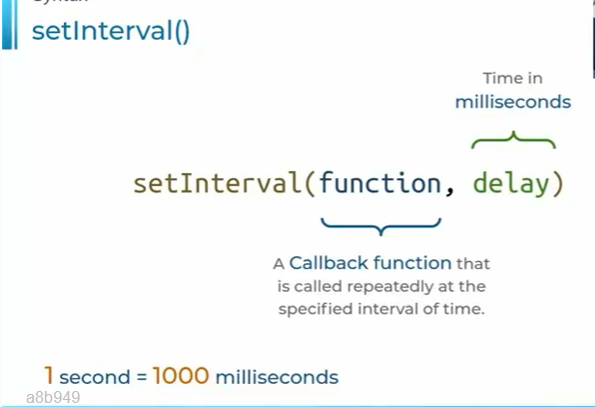 setInterval()
Time in
milliseconds
setInterval(function, delay)
A Callback function that
is called repeatedly at the
specified interval of time.
1 second = 1000 milliseconds
a8b949